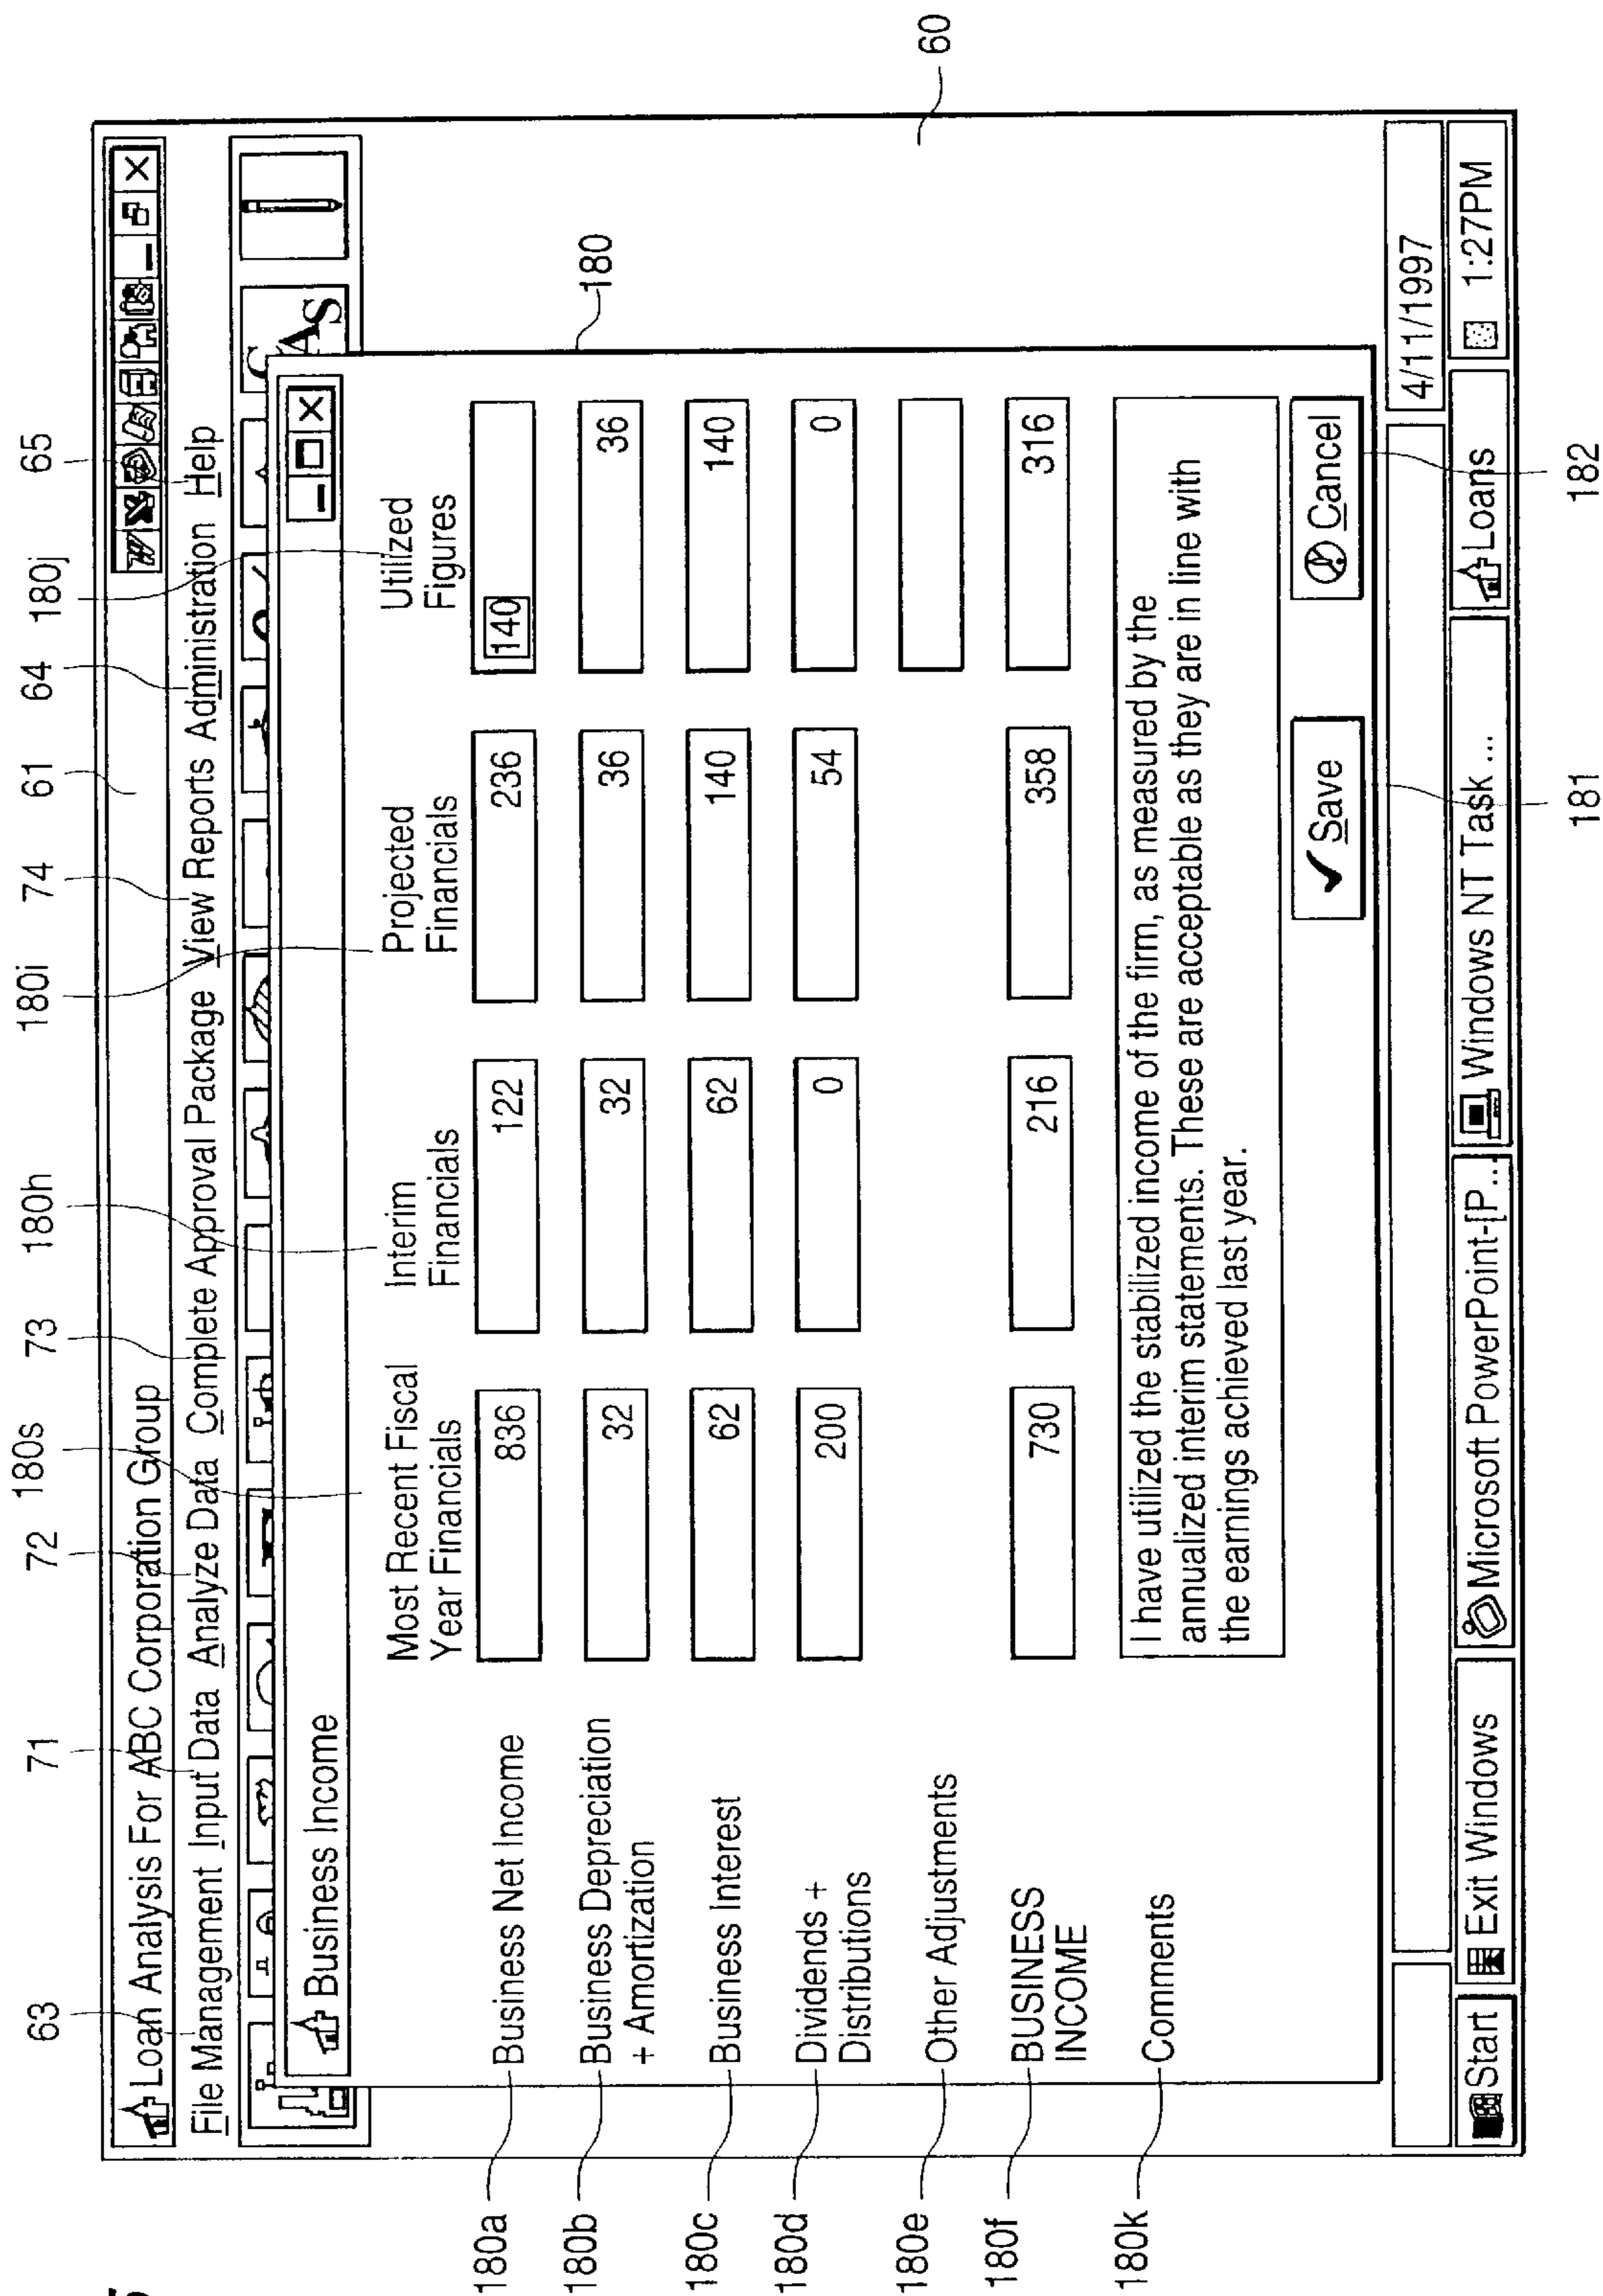 65
180j
64
61
74
180i
180h
73
180s
72
71
63
Loan Analysis For ABC Corporation Group
File Management Input Data Analyze Data Complete Approval Package View Reports Administration Help
Business Income
Most Recent Fiscal Year Financials
Interim Financials
Projected Financials
Utilized Figures
180a Business Net Income 836 122 236 140
180b Business Depreciation + Amortization 32 32 36 36
180c Business Interest 62 62 140 140
180d Dividends + Distributions 200 0 54 0
180e Other Adjustments
180f BUSINESS INCOME 730 216 358 316
180k Comments
I have utilized the stabilized income of the firm, as measured by the
annualized interim statements. These are acceptable as they are in line with
the earnings achieved last year.
Save
Cancel
4/11/1997
Start
Exit Windows
Microsoft PowerPoint-[P...
Windows NT Task ...
Loans
1:27PM
180
60
181
182